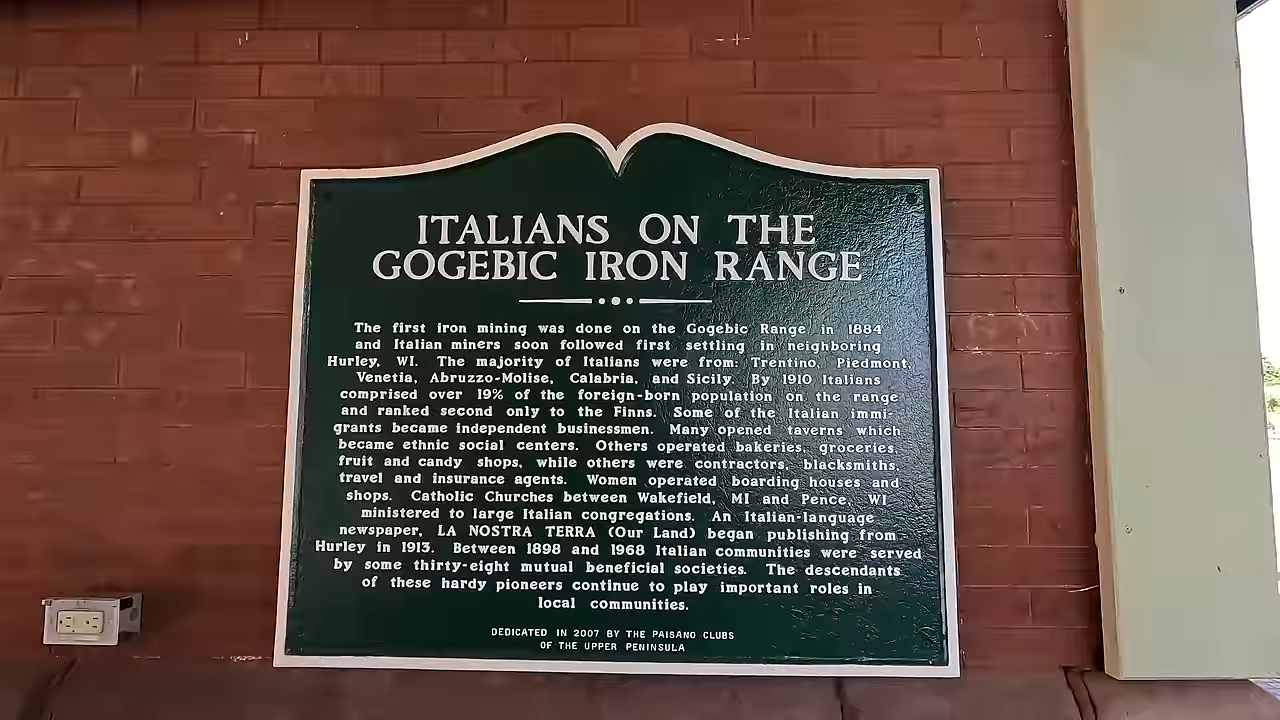 ITALIANS ON THE
GOGEBIC IRON RANGE
The first iron mining was done on the Gogebic Range in 1884
and Italian miners soon followed first settling in neighboring
Hurley, WI. The majority of Italians were from: Trentino, Piedmont,
Venetia, Abruzzo-Molise, Calabria, and Sicily. By 1910 Italians
comprised over 19% of the foreign-born population on the range
and ranked second only to the Finns. Some of the Italian immi-
grants became independent businessmen. Many opened taverns which
became ethnic social centers. Others operated bakeries, groceries,
fruit and candy shops, while others were contractors, blacksmiths,
travel and insurance agents. Women operated boarding houses and
shops. Catholic Churches between Wakefield, MI and Pence, WI
ministered to large Italian congregations. An Italian-language
newspaper, LA NOSTRA TERRA (Our Land) began publishing from
Hurley in 1913. Between 1898 and 1968 Italian communities were served
by some thirty-eight mutual beneficial societies. The descendants
of these hardy pioneers continue to play important roles in
local communities.
DEDICATED IN 2007 BY THE PAISANO CLUBS
OF THE UPPER PENINSULA